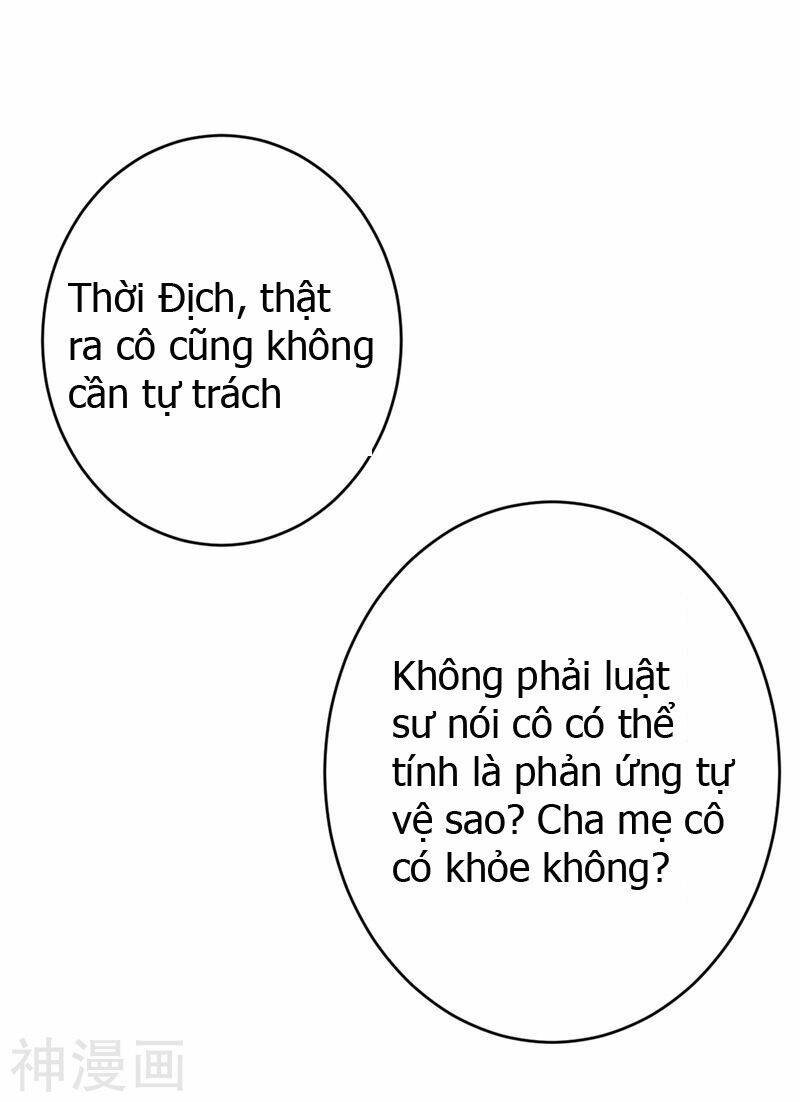 Thời Địch, thật
ra cô cũng không
cần tự trách
Không phải luật
sư nói cô có thể
tính là phản ứng tự
vệ sao? Cha mẹ cô
có khỏe không?
神漫画